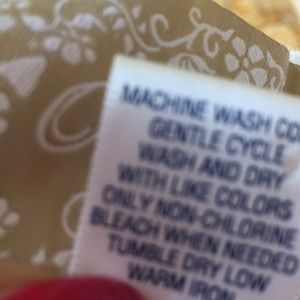 MACHINE WASH CO
GENTLE CYCLE
WASH AND DRY
WITH LIKE COLORS
ONLY NON-CHLORINE
BLEACH WHEN NEEDED
TUMBLE DRY LOW
WARM IRON